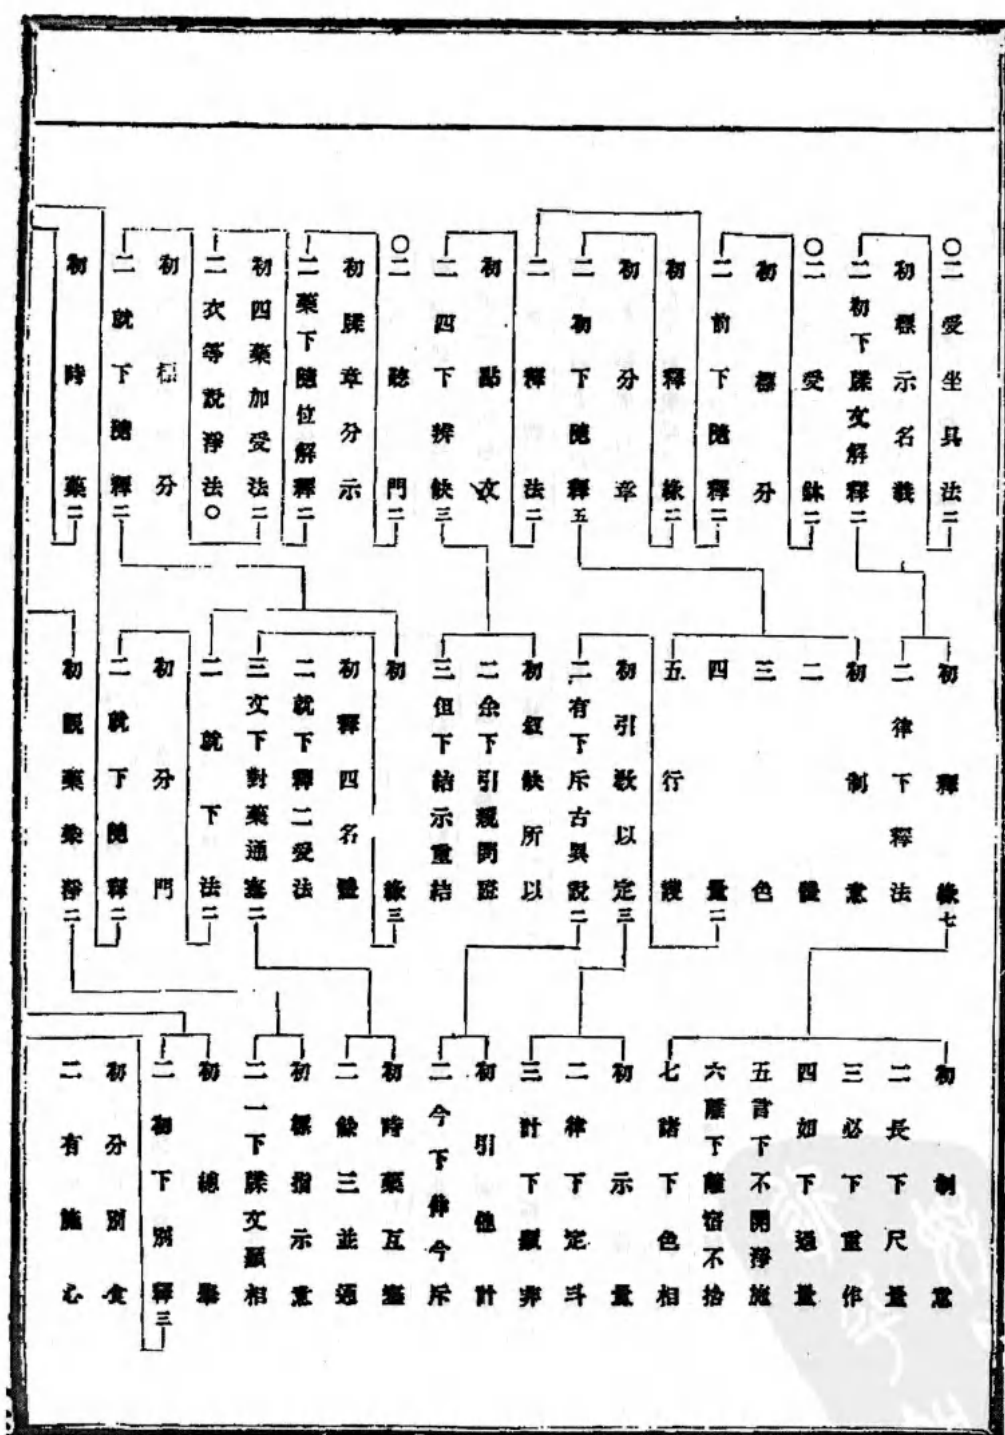 〇二受坐具法二
初標示名義
二初下牒文解釋二
〇二受鉢二
初標分
二前下隨釋二
初釋緣二
初分章
二初下隨釋五
二釋法二
初點文
二四下辨缺三
〇二聽門二
初牒章分示
二藥下隨位解釋二
初四藥加受法二
二衣等說淨法〇
初標分
二就下隨釋二
初時藥二
初釋緣七
二律下釋法
初制意
二體
三色
四量二
五行護
初引教以定三
二有下斥古異說二
初敘缺所以
二余下引親聞證
三但下結示重結
初緣三
初釋四名體
二就下釋二受法
三文下對藥通塞二
二就下法二
初分門
二就下隨釋二
初觀藥染淨二
初制意
二長下尺量
三必下重作
四如下過量
五言下不開淨施
六離下離宿不捨
七諸下色相
初示量
二律下定斗
三計下顯非
初引他計
二今下伸今斥
初時藥互塞
二餘三並通
初標指示意
二一下牒文顯相
初總舉
二初下別釋三
初分別食
二有施心